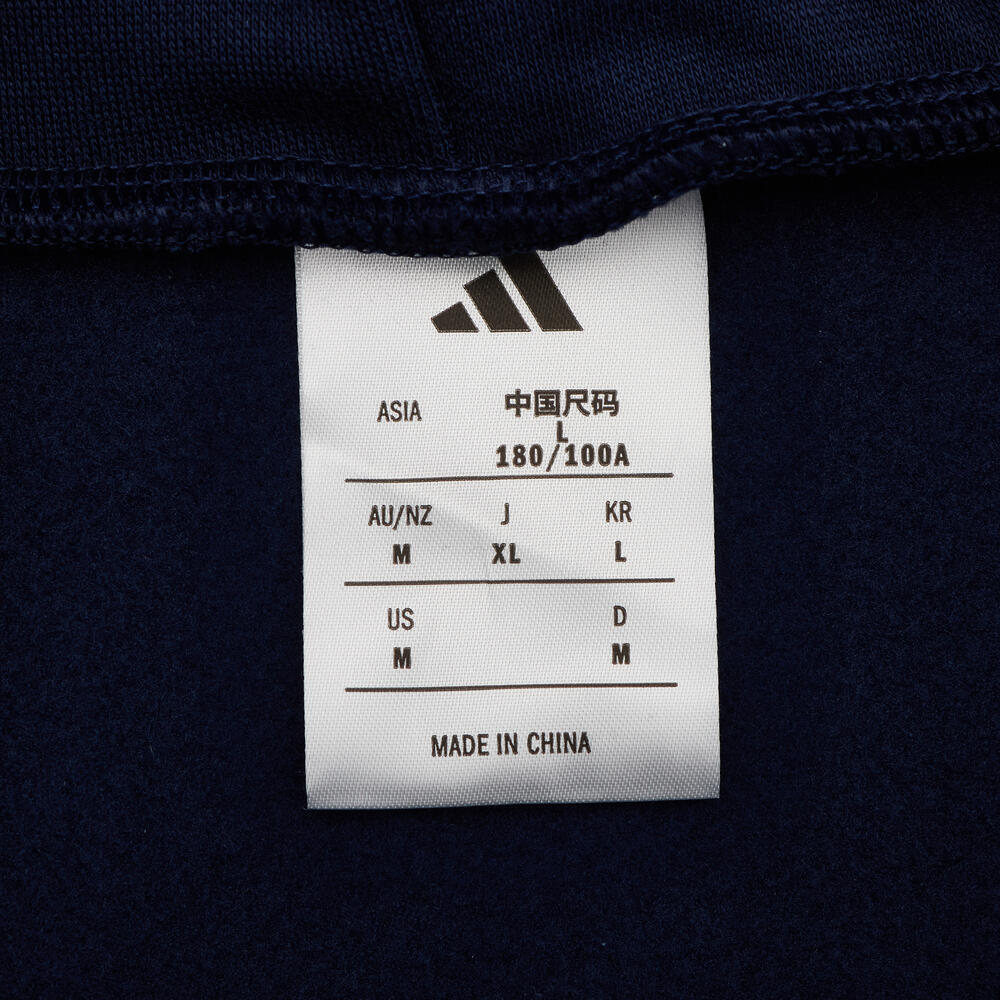 ASIA 中国尺码
L
180/100A
AU/NZ J KR
M XL L
US D
M M
MADE IN CHINA